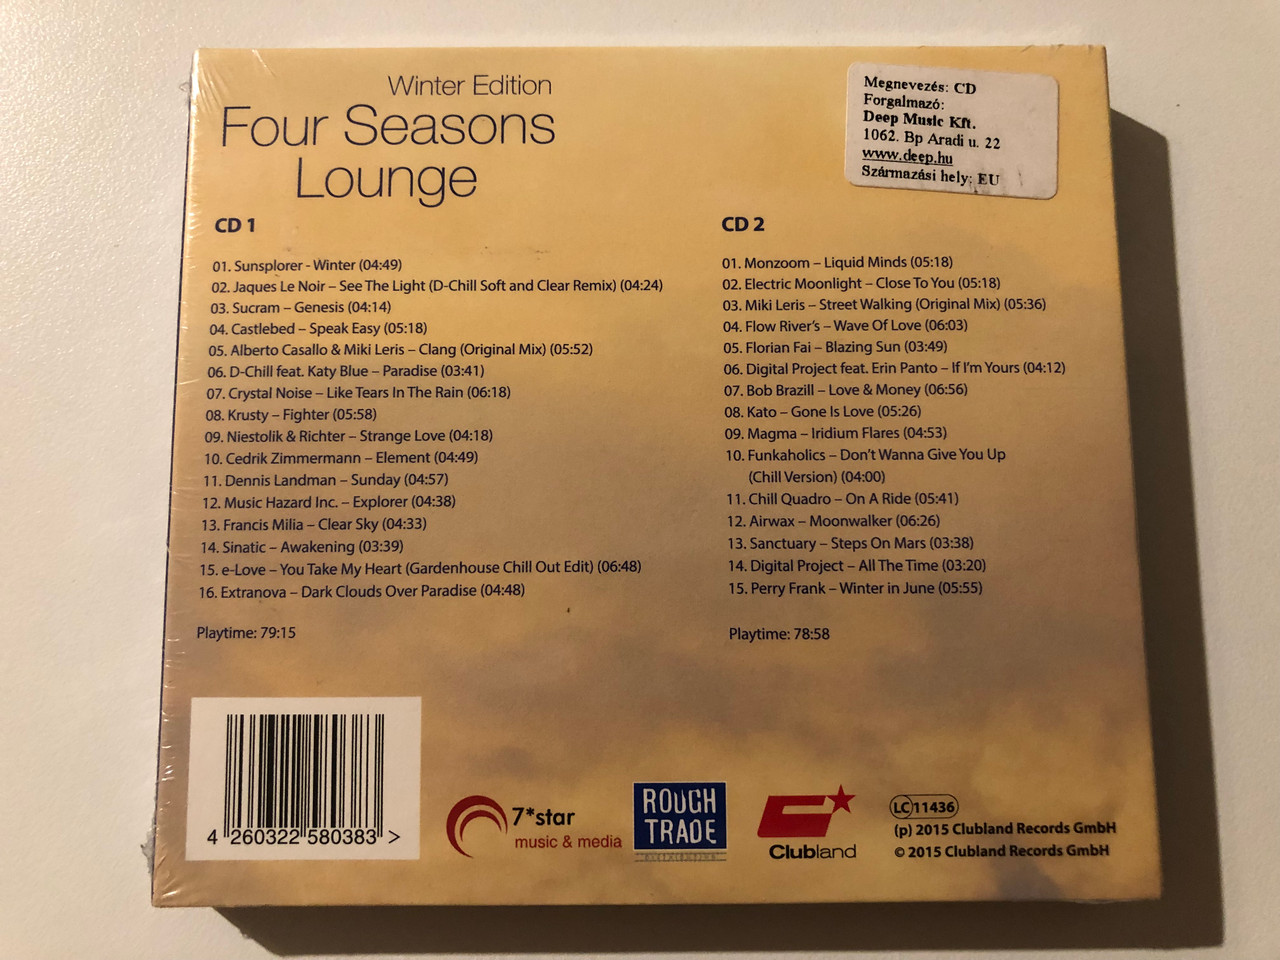 Winter Edition
Four Seasons
Lounge
Megnevezés: CD
Forgalmazó:
Deep Music Kft.
1062. Bp Aradi u. 22
www.deep.hu
Származási hely: EU
CD 1
01. Sunsplorer - Winter (04:49)
02. Jaques Le Noir – See The Light (D-Chill Soft and Clear Remix) (04:24)
03. Sucram – Genesis (04:14)
04. Castlebed – Speak Easy (05:18)
05. Alberto Casallo & Miki Leris – Clang (Original Mix) (05:52)
06. D-Chill feat. Katy Blue – Paradise (03:41)
07. Crystal Noise – Like Tears In The Rain (06:18)
08. Krusty – Fighter (05:58)
09. Niestolik & Richter – Strange Love (04:18)
10. Cedrik Zimmermann – Element (04:49)
11. Dennis Landman – Sunday (04:57)
12. Music Hazard Inc. – Explorer (04:38)
13. Francis Milia – Clear Sky (04:33)
14. Sinatic – Awakening (03:39)
15. e-Love – You Take My Heart (Gardenhouse Chill Out Edit) (06:48)
16. Extranova – Dark Clouds Over Paradise (04:48)
Playtime: 79:15
CD 2
01. Monzoom – Liquid Minds (05:18)
02. Electric Moonlight – Close To You (05:18)
03. Miki Leris – Street Walking (Original Mix) (05:36)
04. Flow River's – Wave Of Love (06:03)
05. Florian Fai – Blazing Sun (03:49)
06. Digital Project feat. Erin Panto – If I'm Yours (04:12)
07. Bob Brazill – Love & Money (06:56)
08. Kato – Gone Is Love (05:26)
09. Magma – Iridium Flares (04:53)
10. Funkaholics – Don't Wanna Give You Up
(Chill Version) (04:00)
11. Chill Quadro – On A Ride (05:41)
12. Airwax – Moonwalker (06:26)
13. Sanctuary – Steps On Mars (03:38)
14. Digital Project – All The Time (03:20)
15. Perry Frank – Winter in June (05:55)
Playtime: 78:58
4 260322 580383 >
7*star
music & media
ROUGH
TRADE
Clubland
LC 11436
(p) 2015 Clubland Records GmbH
© 2015 Clubland Records GmbH